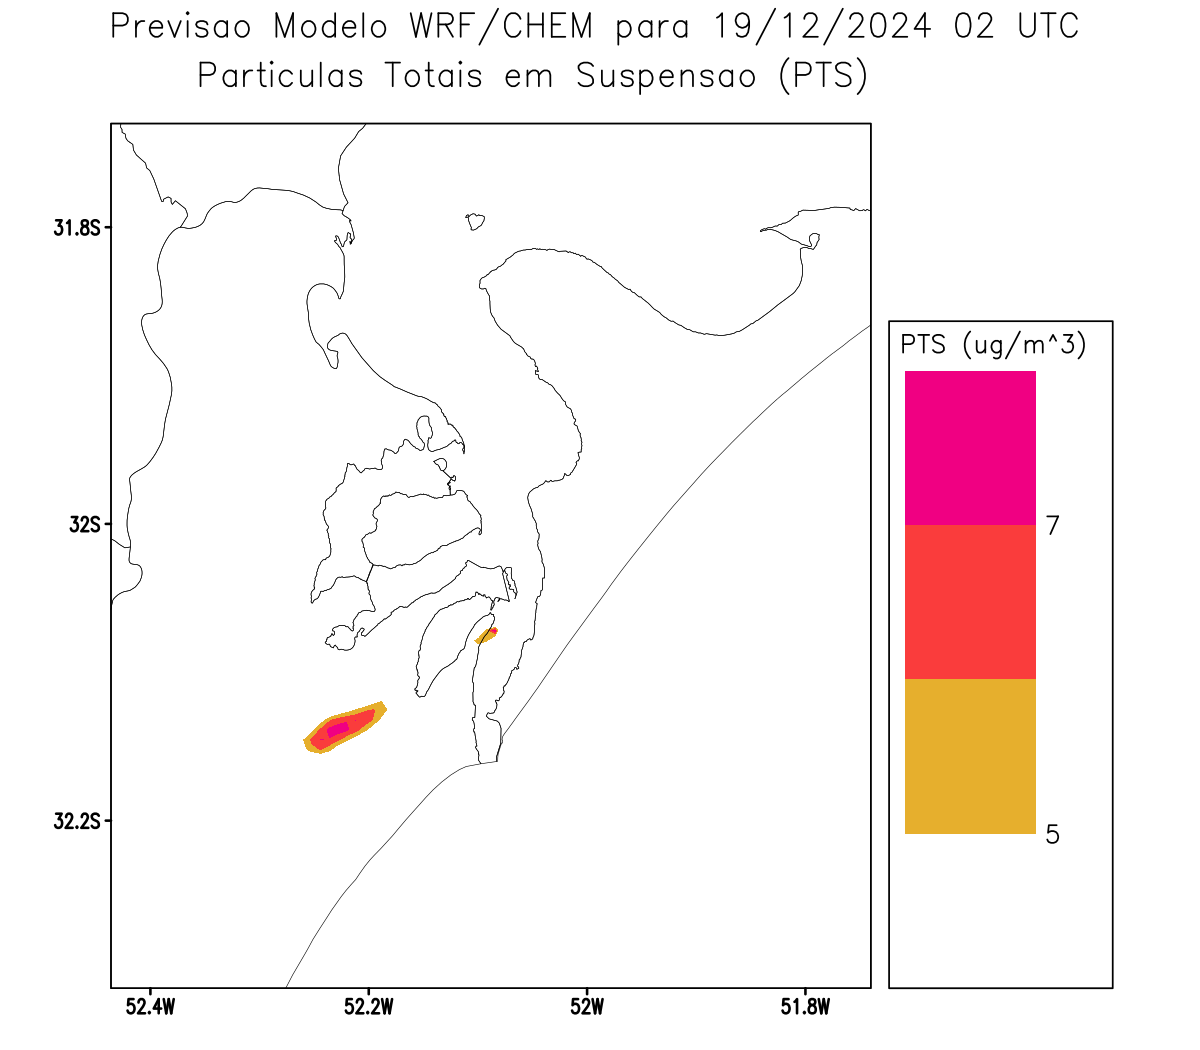 Previsao Modelo WRF/CHEM para 19/12/2024 02 UTC
Particulas Totais em Suspensao (PTS)
31.8S
32S
32.2S
52.4W
52.2W
52W
51.8W
PTS (ug/m^3)
7
5